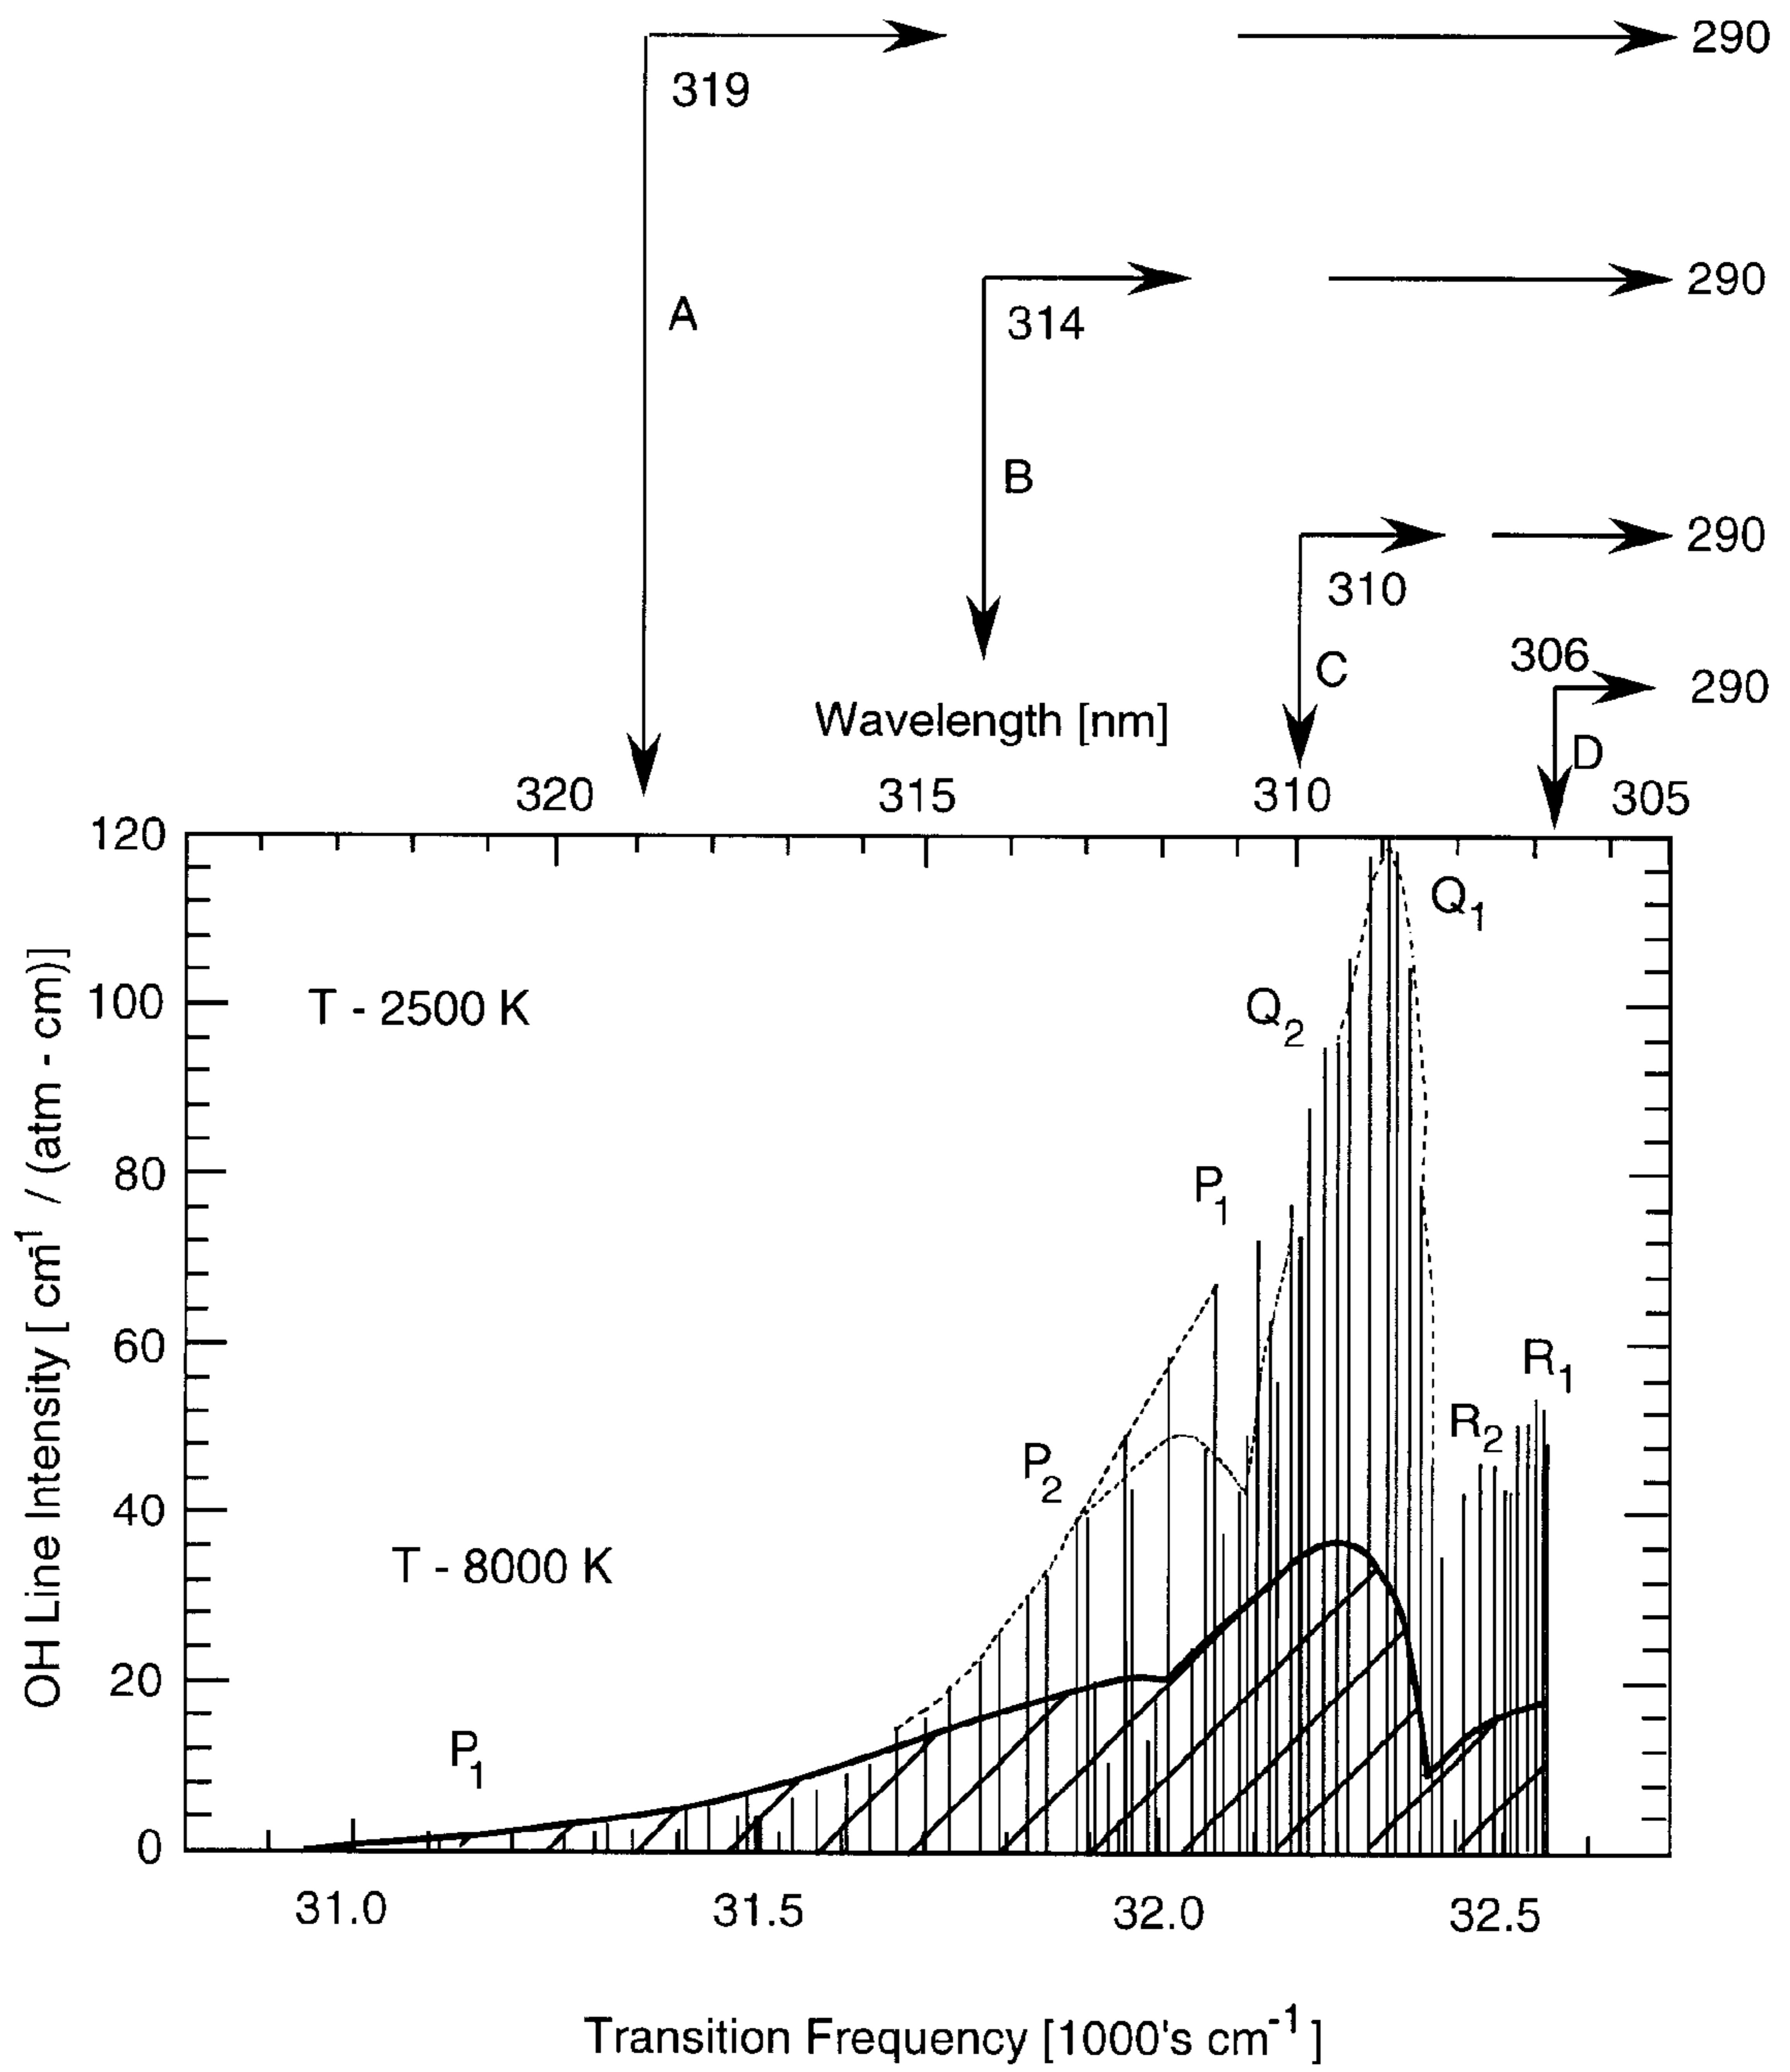 290
319
A
290
314
B
290
310
C
306
290
D
Wavelength [nm]
320 315 310 305
120
100
80
60
40
20
0
OH Line Intensity [ cm¹ / (atm - cm)]
T - 2500 K
T - 8000 K
Q1
Q2
P1
P2
R1
R2
P1
31.0 31.5 32.0 32.5
Transition Frequency [1000's cm⁻¹ ]